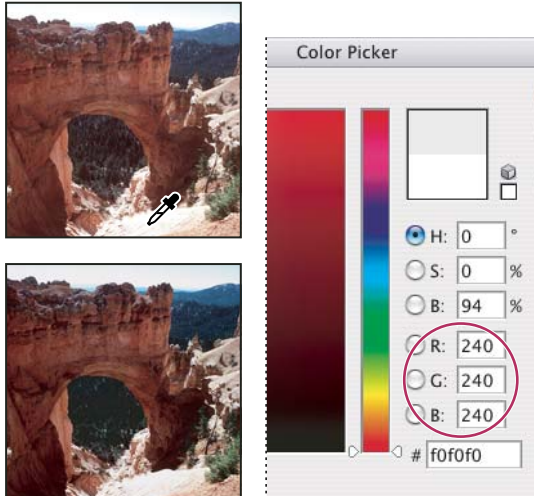 Color Picker
H: 0 °
S: 0 %
B: 94 %
R: 240
G: 240
B: 240
# f0f0f0